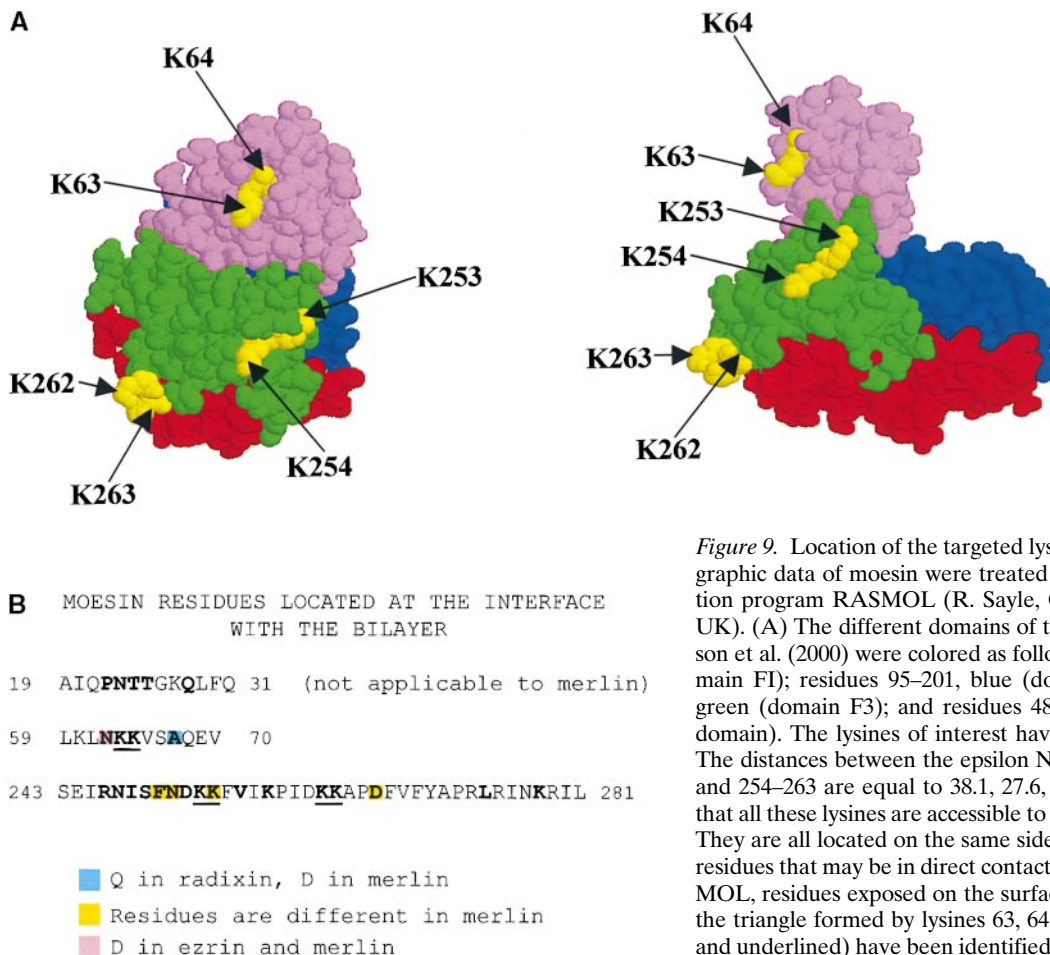 A
K64
K63
K253
K262
K254
K263
K64
K63
K253
K254
K263
K262
B MOESIN RESIDUES LOCATED AT THE INTERFACE
WITH THE BILAYER
19 AIQPNTTGKQLFQ 31 (not applicable to merlin)
59 LKLNKKVSAQEV 70
243 SEIRNISFNDKKFVIKPIDKKAPDFVFYAPRLRINKRIL 281
Q in radixin, D in merlin
Residues are different in merlin
D in ezrin and merlin
Figure 9. Location of the targeted lys
graphic data of moesin were treated
tion program RASMOL (R. Sayle, 
UK). (A) The different domains of t
son et al. (2000) were colored as follow
main FI); residues 95–201, blue (do
green (domain F3); and residues 48
domain). The lysines of interest hav
The distances between the epsilon N
and 254–263 are equal to 38.1, 27.6,
that all these lysines are accessible to
They are all located on the same side
residues that may be in direct contact
MOL, residues exposed on the surfac
the triangle formed by lysines 63, 64
and underlined) have been identified